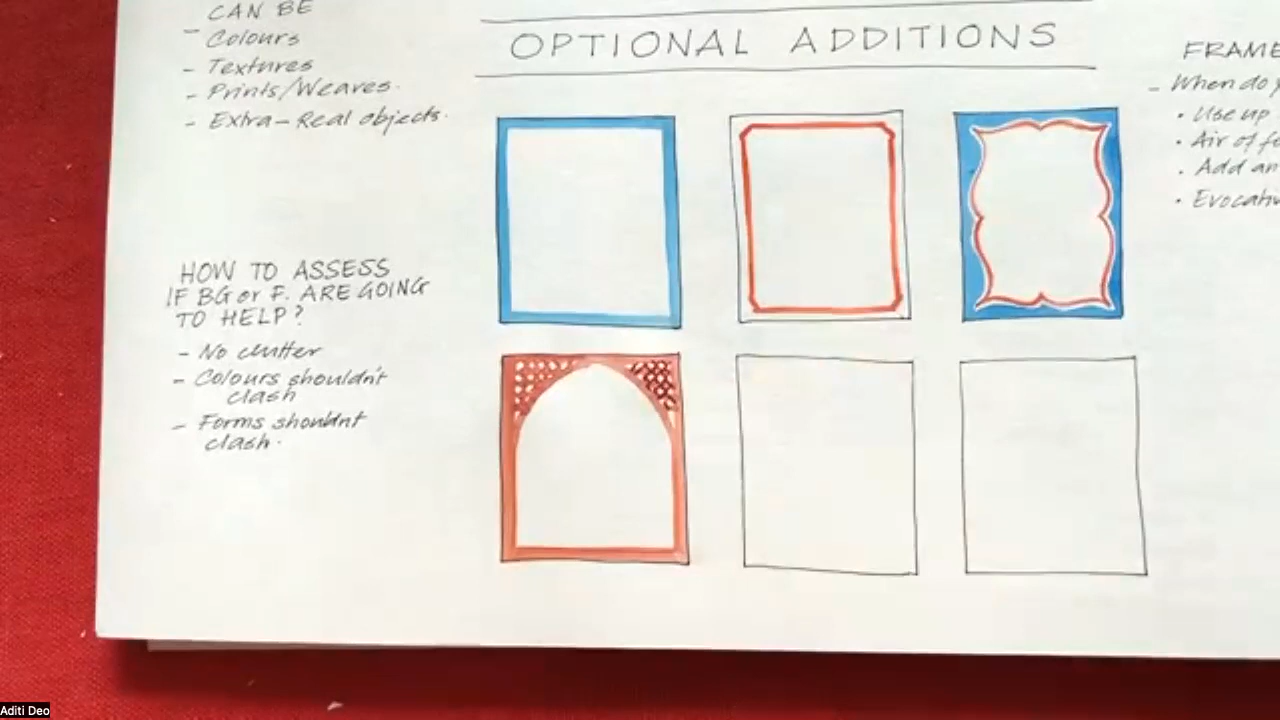 CAN BE
- Colours
- Textures
- Prints/Weaves.
- Extra-Real objects.
HOW TO ASSESS
IF BG or F. ARE GOING
TO HELP?
- No clutter
- Colours shouldn't
clash
- Forms shouldnt
clash.
OPTIONAL ADDITIONS
FRAME
- When do
• Use up
• Air of
• Add an
Aditi Deo